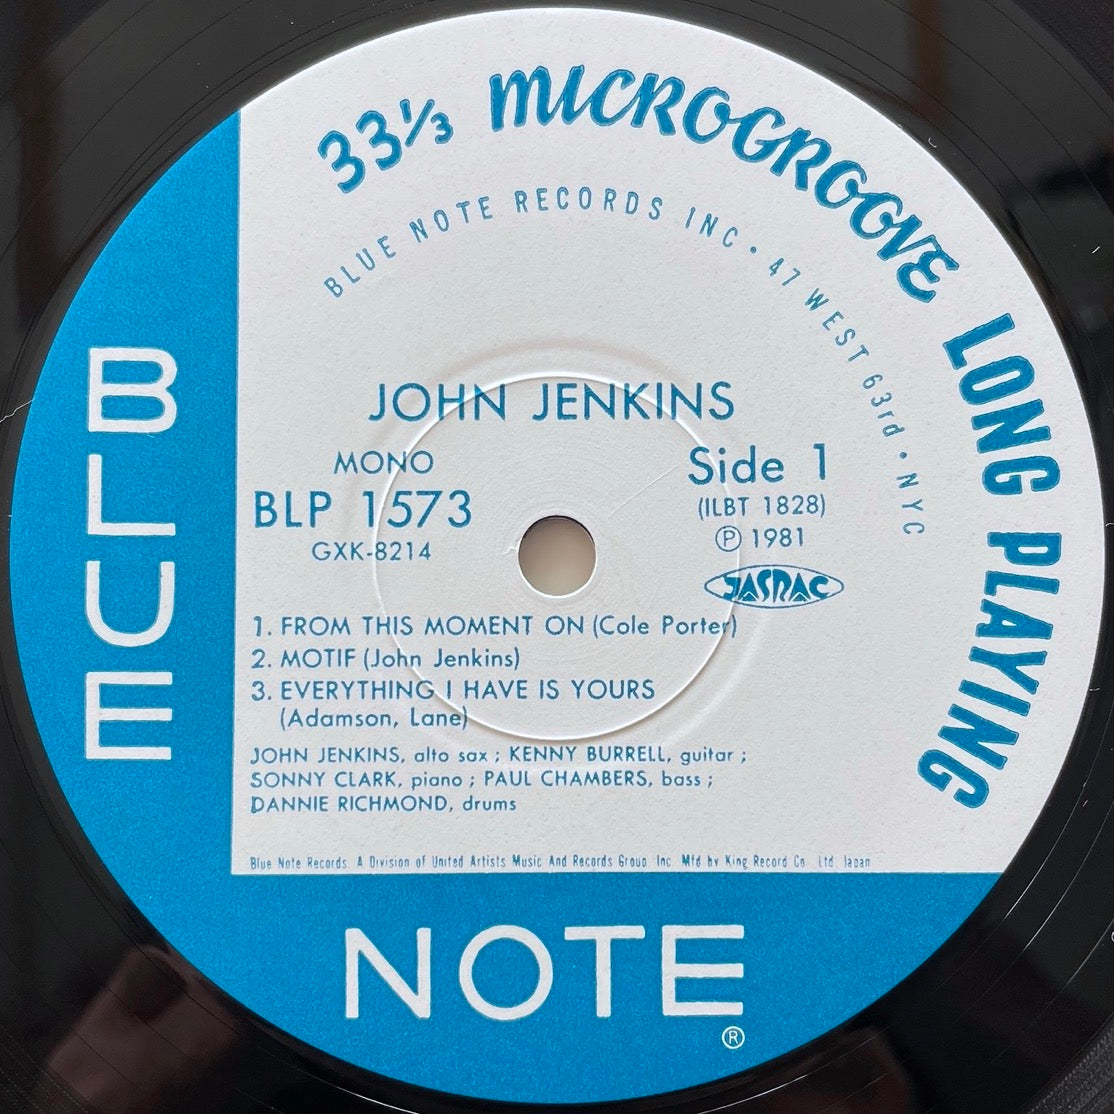 33⅓ MICROGROOVE LONG PLAYING
BLUE NOTE RECORDS INC • 47 WEST 63rd • NYC
JOHN JENKINS
MONO
BLP 1573
GXK-8214
Side 1
(ILBT 1828)
Ⓟ 1981
JASRAC
1. FROM THIS MOMENT ON (Cole Porter)
2. MOTIF (John Jenkins)
3. EVERYTHING I HAVE IS YOURS
(Adamson, Lane)
JOHN JENKINS, alto sax ; KENNY BURRELL, guitar ;
SONNY CLARK, piano ; PAUL CHAMBERS, bass ;
DANNIE RICHMOND, drums
Blue Note Records. A Division of United Artists Music And Records Group Inc. Mfd by King Record Co. Ltd. Japan
BLUE
NOTE
®